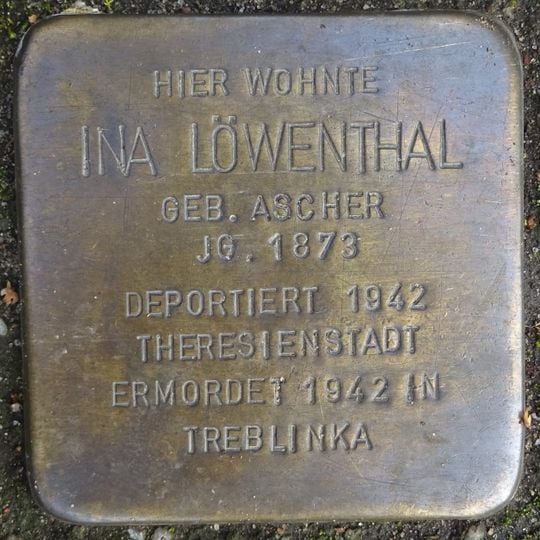 HIER WOHNTE
INA LÖWENTHAL
GEB. ASCHER
JG. 1873
DEPORTIERT 1942
THERESIENSTADT
ERMORDET 1942 IN
TREBLINKA